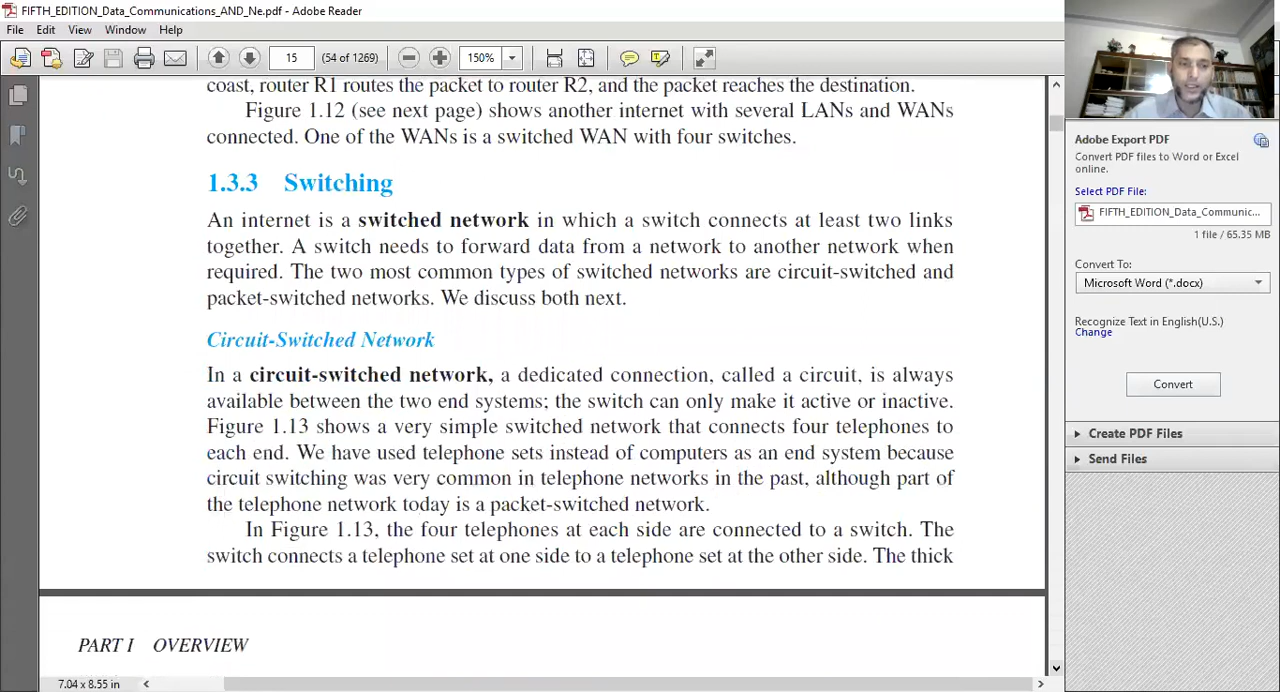 FIFTH_EDITION_Data_Communications_AND_Ne.pdf - Adobe Reader
File Edit View Window Help
15 (54 of 1269) 150%
coast, router R1 routes the packet to router R2, and the packet reaches the destination.
Figure 1.12 (see next page) shows another internet with several LANs and WANs
connected. One of the WANs is a switched WAN with four switches.
1.3.3 Switching
An internet is a switched network in which a switch connects at least two links
together. A switch needs to forward data from a network to another network when
required. The two most common types of switched networks are circuit-switched and
packet-switched networks. We discuss both next.
Circuit-Switched Network
In a circuit-switched network, a dedicated connection, called a circuit, is always
available between the two end systems; the switch can only make it active or inactive.
Figure 1.13 shows a very simple switched network that connects four telephones to
each end. We have used telephone sets instead of computers as an end system because
circuit switching was very common in telephone networks in the past, although part of
the telephone network today is a packet-switched network.
In Figure 1.13, the four telephones at each side are connected to a switch. The
switch connects a telephone set at one side to a telephone set at the other side. The thick
PART I OVERVIEW
7.04 x 8.55 in
Adobe Export PDF
Convert PDF files to Word or Excel
online.
Select PDF File:
FIFTH_EDITION_Data_Communic...
1 file / 65.35 MB
Convert To:
Microsoft Word (*.docx)
Recognize Text in English(U.S.)
Change
Convert
Create PDF Files
Send Files